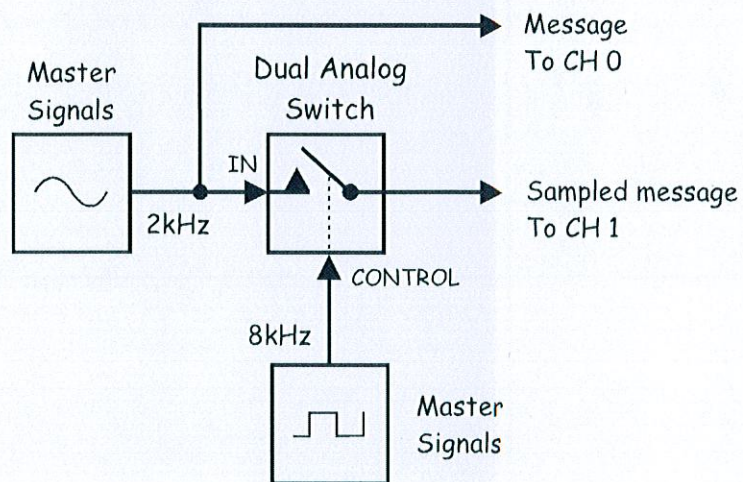 Message
To CH 0
Master
Signals
Dual Analog
Switch
IN
2kHz
Sampled message
To CH 1
CONTROL
8kHz
Master
Signals